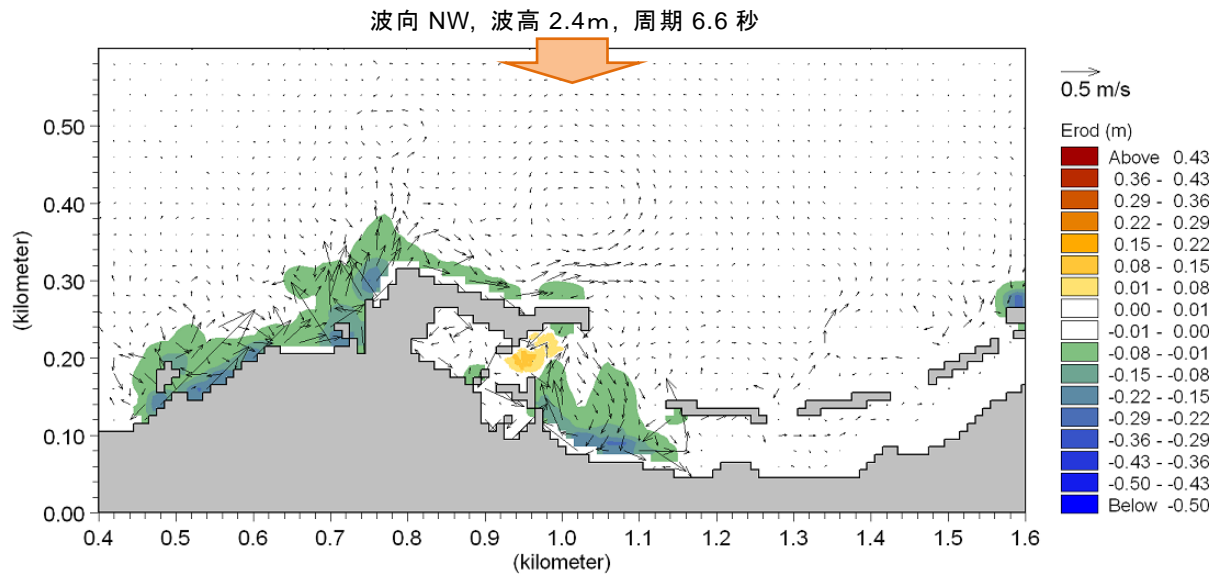 波向 NW, 波高 2.4m, 周期 6.6 秒
0.5 m/s
Erod (m)
Above 0.43
0.36 - 0.43
0.29 - 0.36
0.22 - 0.29
0.15 - 0.22
0.08 - 0.15
0.01 - 0.08
0.00 - 0.01
-0.01 - 0.00
-0.08 - -0.01
-0.15 - -0.08
-0.22 - -0.15
-0.29 - -0.22
-0.36 - -0.29
-0.43 - -0.36
-0.50 - -0.43
Below -0.50
(kilometer)
0.50
0.40
0.30
0.20
0.10
0.00
0.4 0.5 0.6 0.7 0.8 0.9 1.0 1.1 1.2 1.3 1.4 1.5 1.6
(kilometer)